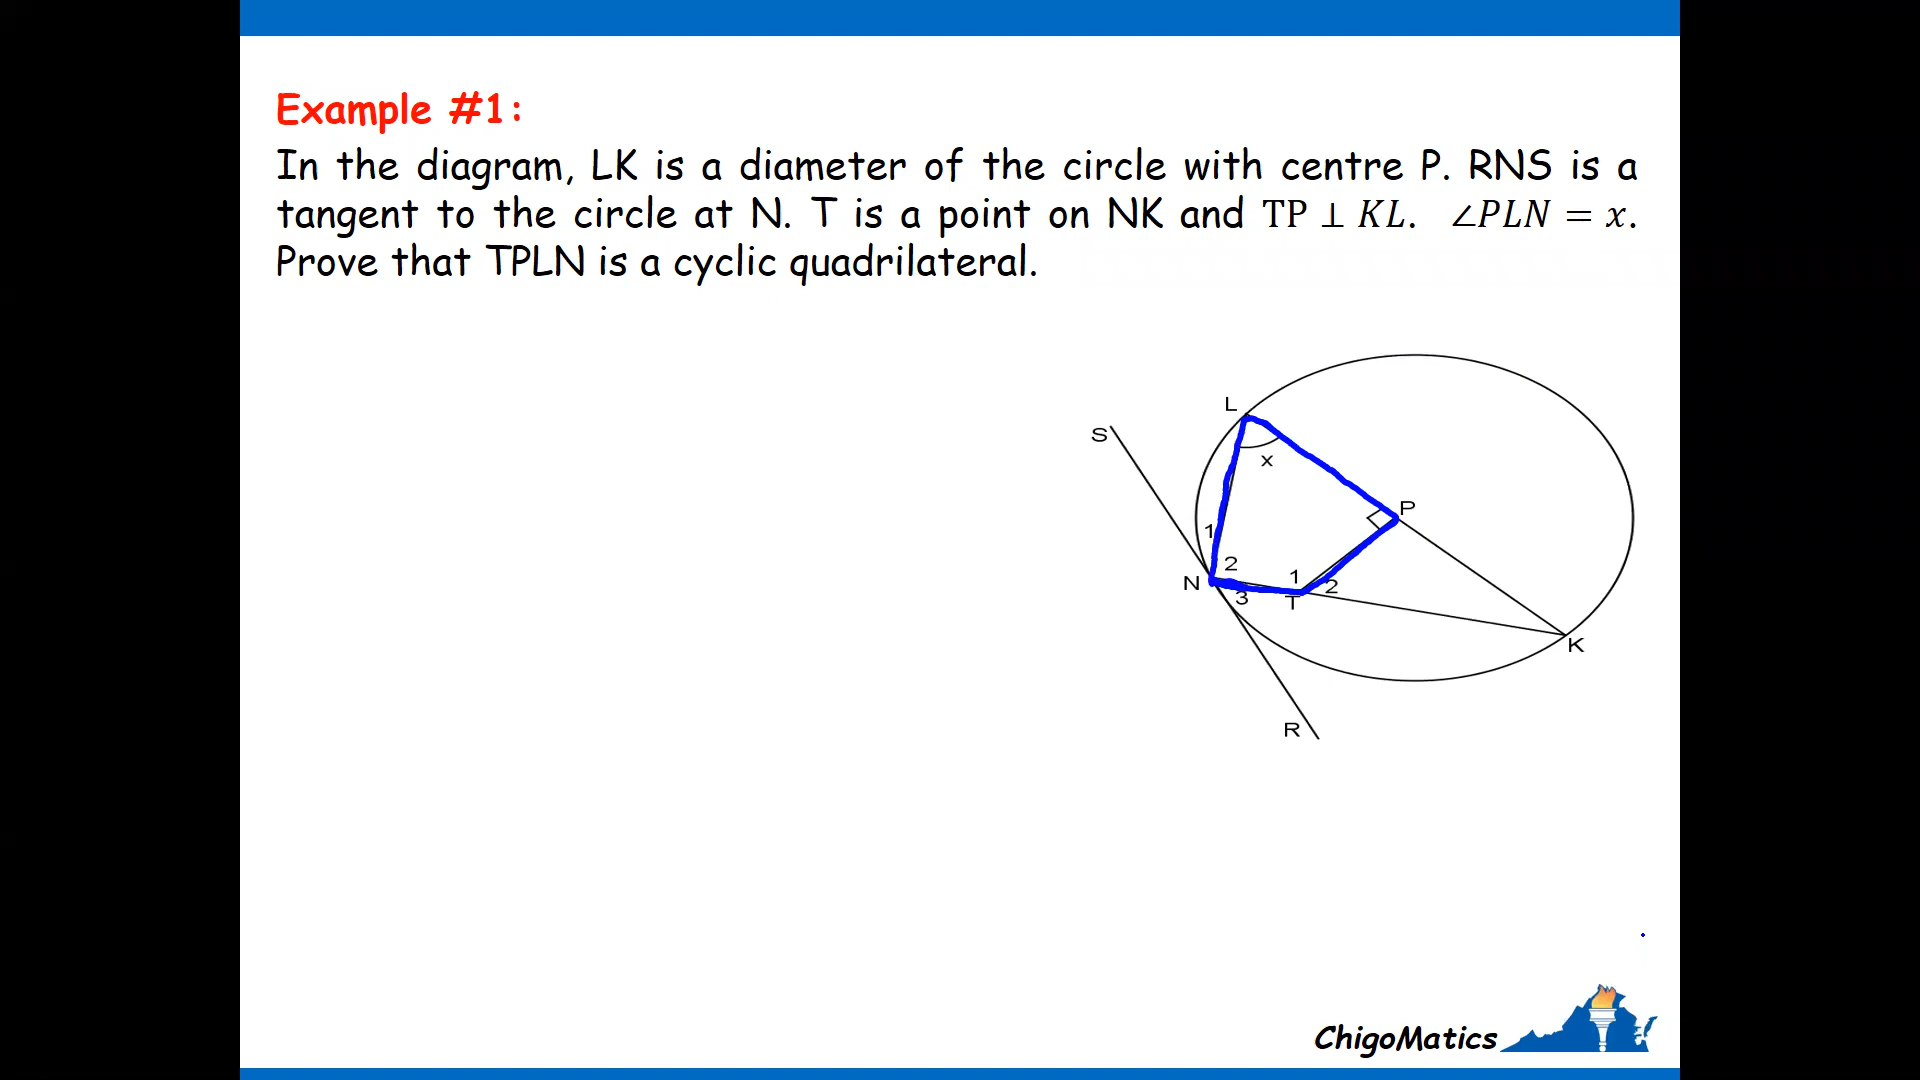 Example #1:
In the diagram, LK is a diameter of the circle with centre P. RNS is a
tangent to the circle at N. T is a point on NK and TP ⊥ KL. ∠PLN = x.
Prove that TPLN is a cyclic quadrilateral.
L
S
x
P
1
2
1
N
2
3
T
K
R
ChigoMatics